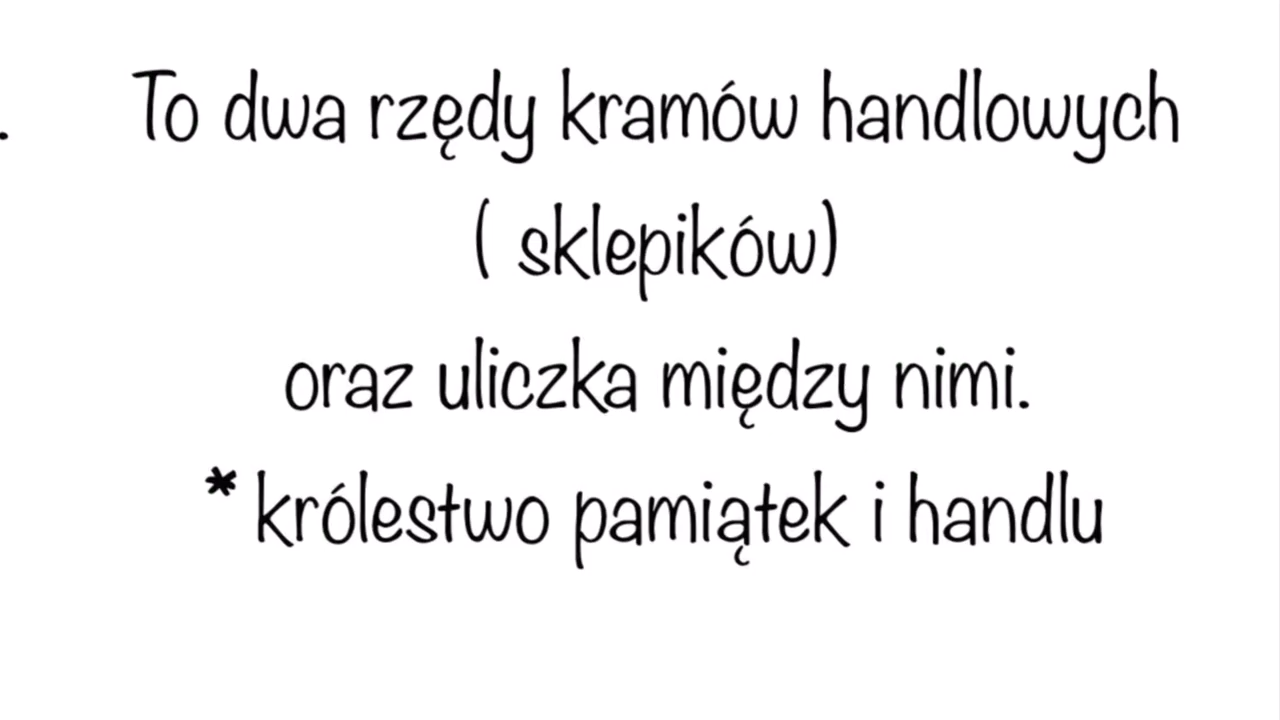 . To dwa rzędy kramów handlowych
( sklepików)
oraz uliczka między nimi.
* królestwo pamiątek i handlu